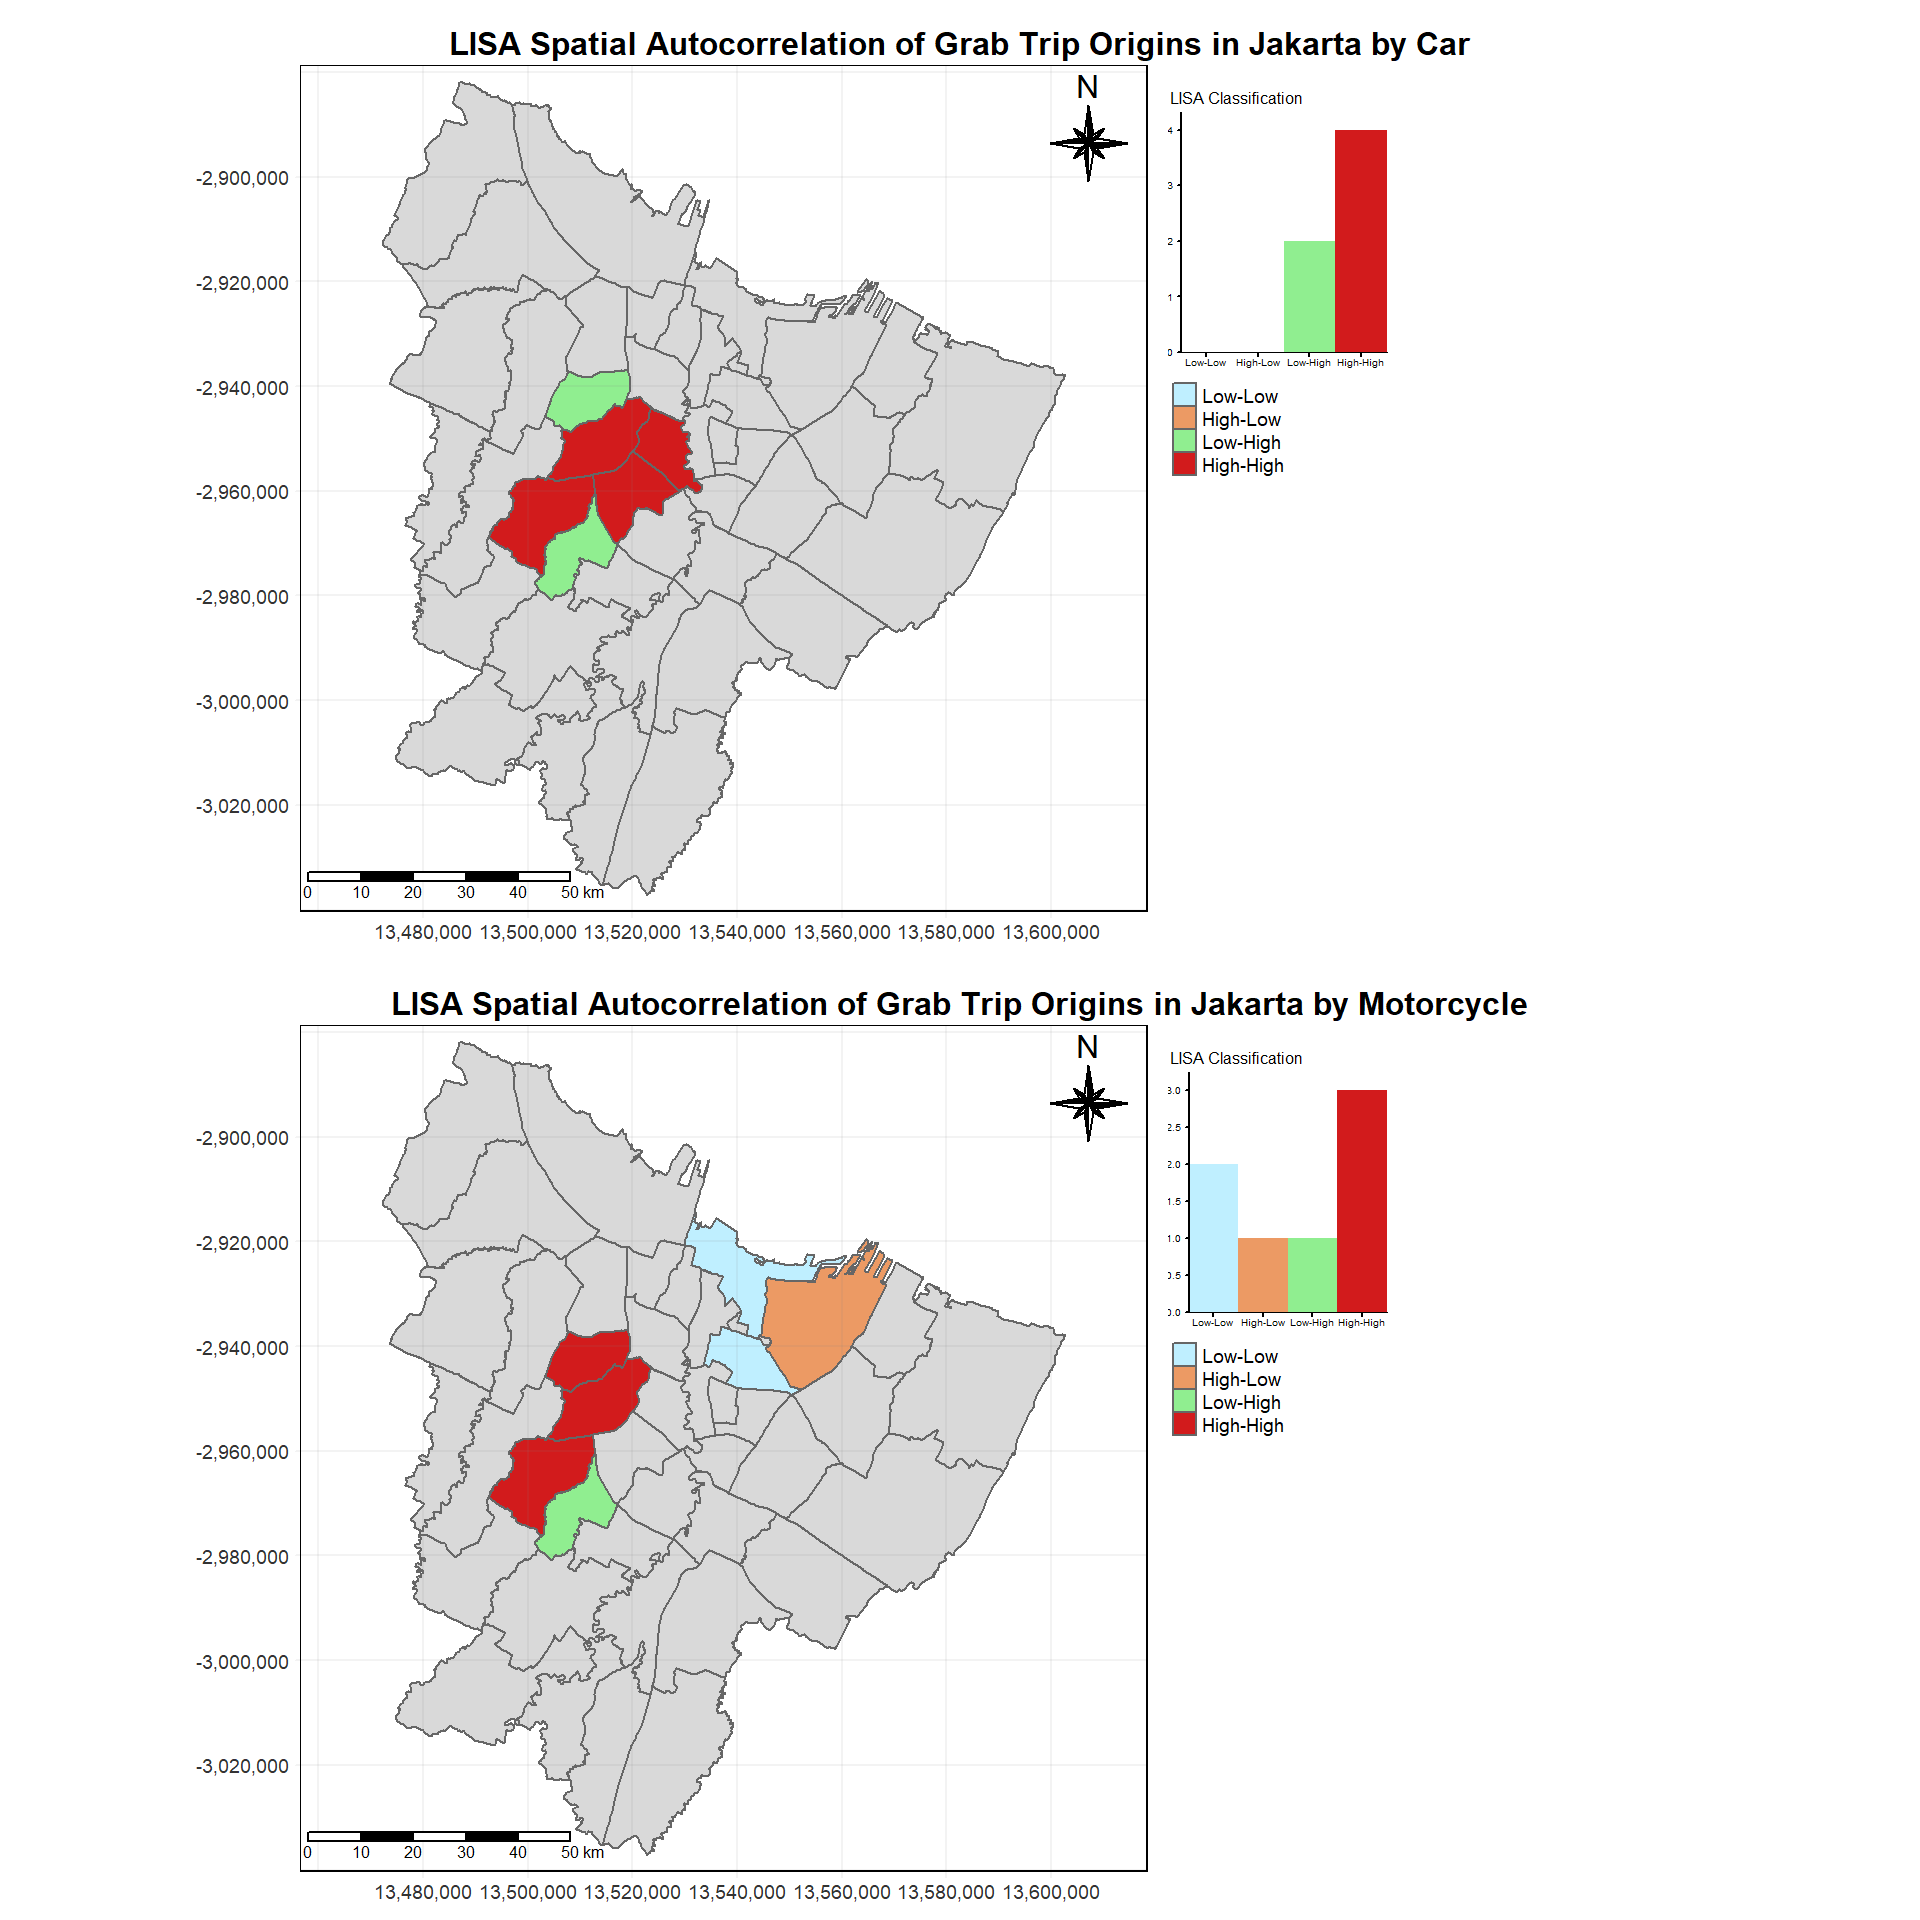 LISA Spatial Autocorrelation of Grab Trip Origins in Jakarta by Car
N
LISA Classification
4
3
2
1
0
Low-Low High-Low Low-High High-High
Low-Low
High-Low
Low-High
High-High
-2,900,000
-2,920,000
-2,940,000
-2,960,000
-2,980,000
-3,000,000
-3,020,000
0 10 20 30 40 50 km
13,480,000 13,500,000 13,520,000 13,540,000 13,560,000 13,580,000 13,600,000
LISA Spatial Autocorrelation of Grab Trip Origins in Jakarta by Motorcycle
N
LISA Classification
3.0
2.5
2.0
1.5
1.0
0.5
0.0
Low-Low High-Low Low-High High-High
Low-Low
High-Low
Low-High
High-High
-2,900,000
-2,920,000
-2,940,000
-2,960,000
-2,980,000
-3,000,000
-3,020,000
0 10 20 30 40 50 km
13,480,000 13,500,000 13,520,000 13,540,000 13,560,000 13,580,000 13,600,000